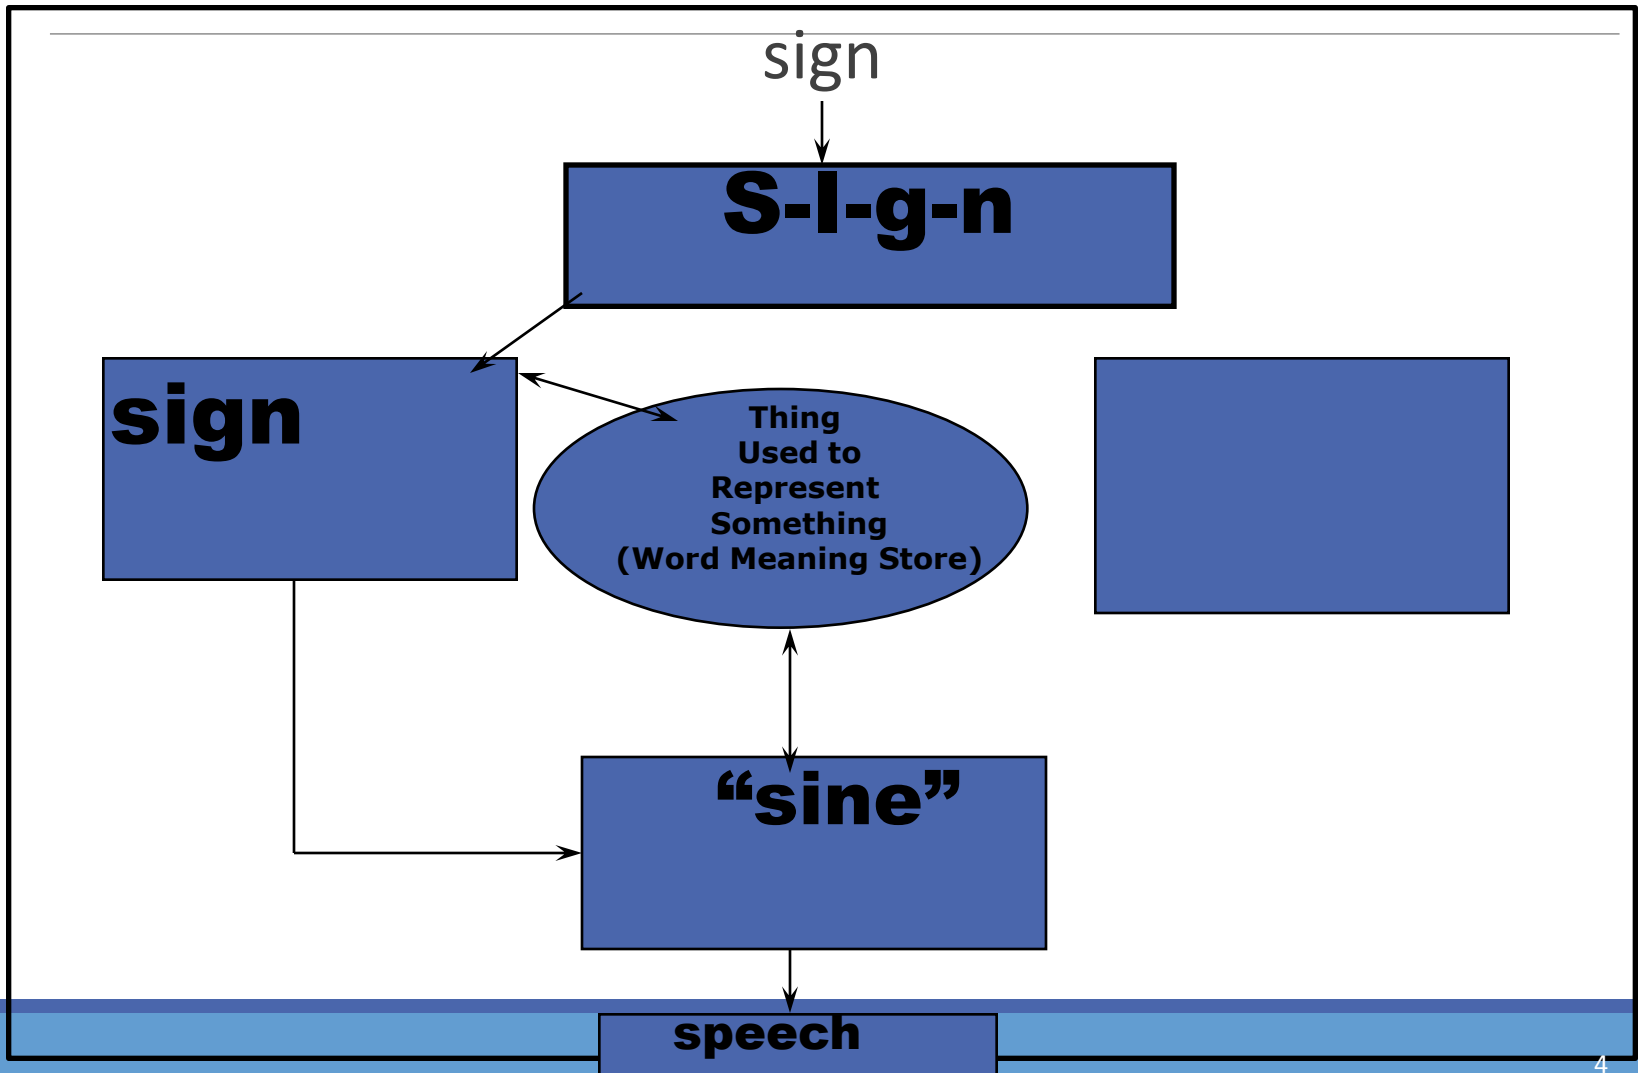 sign
S-I-g-n
sign
Thing
Used to
Represent
Something
(Word Meaning Store)
“sine”
speech
4